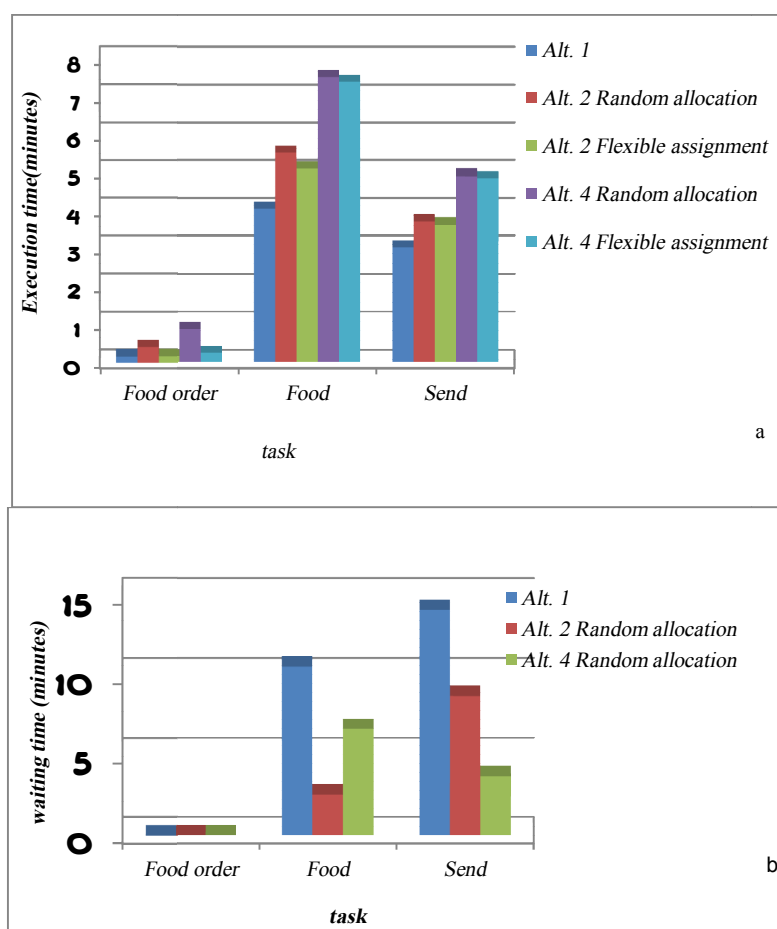 Execution time(minutes)
8
7
6
5
4
3
2
1
0
Food order
Food
Send
task
Alt. 1
Alt. 2 Random allocation
Alt. 2 Flexible assignment
Alt. 4 Random allocation
Alt. 4 Flexible assignment
a
waiting time (minutes)
15
10
5
0
Food order
Food
Send
task
Alt. 1
Alt. 2 Random allocation
Alt. 4 Random allocation
b